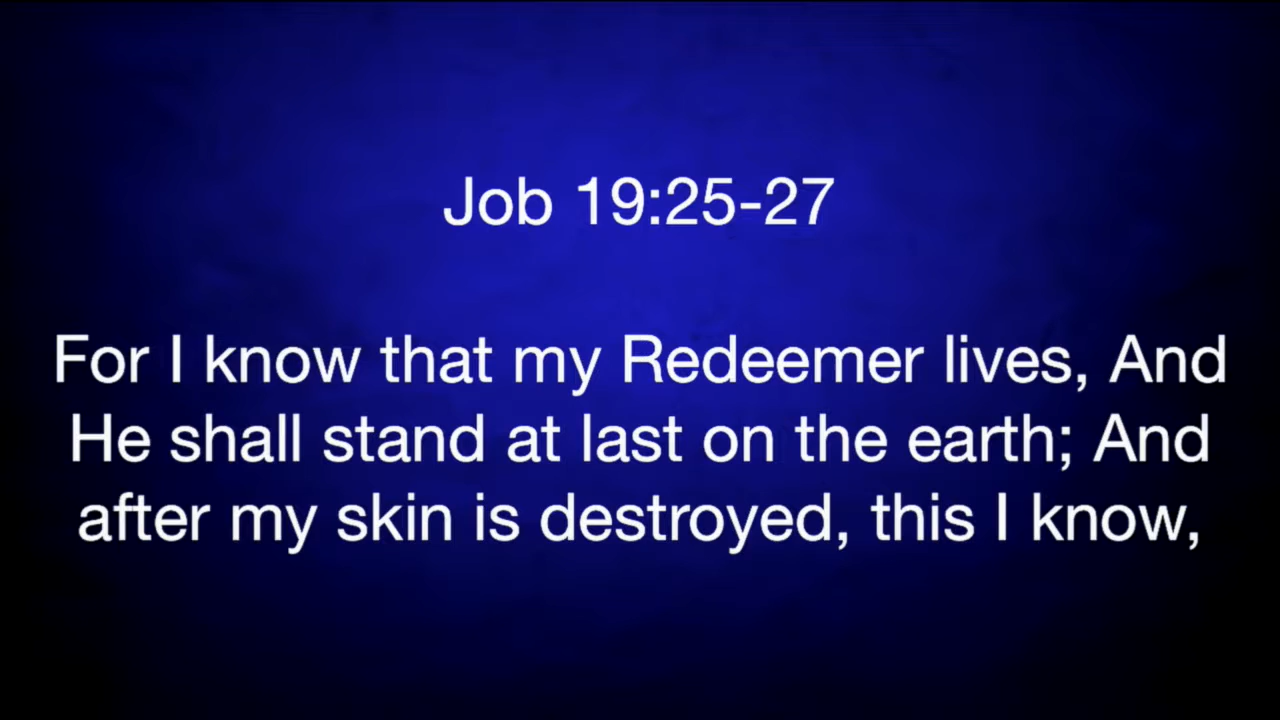 Job 19:25-27
For I know that my Redeemer lives, And
He shall stand at last on the earth; And
after my skin is destroyed, this I know,